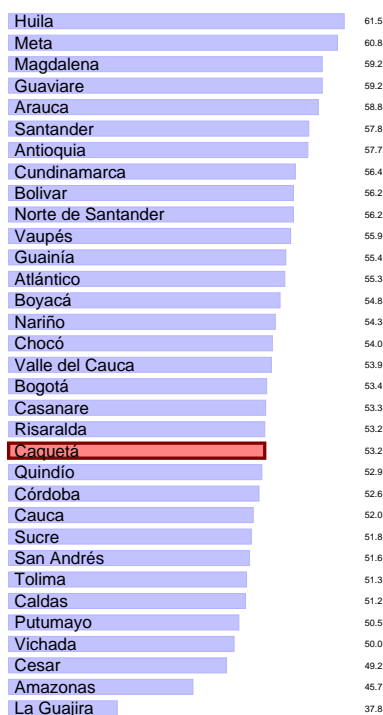 Huila 61.5
Meta 60.8
Magdalena 59.2
Guaviare 59.2
Arauca 58.8
Santander 57.8
Antioquia 57.7
Cundinamarca 56.4
Bolivar 56.2
Norte de Santander 56.2
Vaupés 55.9
Guainía 55.4
Atlántico 55.3
Boyacá 54.8
Nariño 54.3
Chocó 54.0
Valle del Cauca 53.9
Bogotá 53.4
Casanare 53.3
Risaralda 53.2
Caquetá 53.2
Quindío 52.9
Córdoba 52.6
Cauca 52.0
Sucre 51.8
San Andrés 51.6
Tolima 51.3
Caldas 51.2
Putumayo 50.5
Vichada 50.0
Cesar 49.2
Amazonas 45.7
La Guajira 37.8